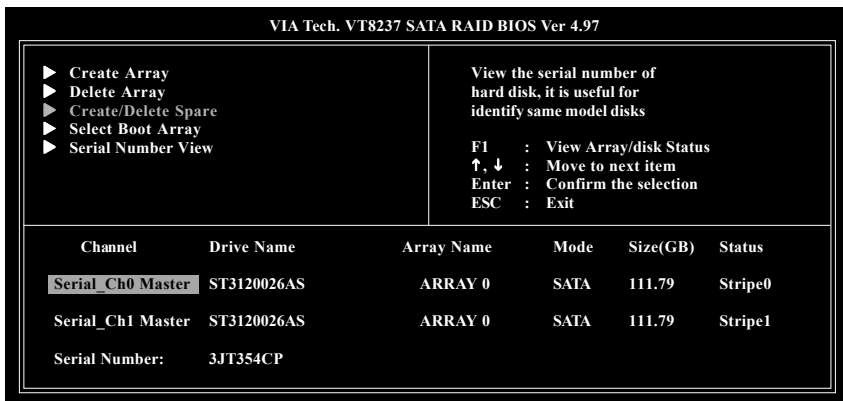 VIA Tech. VT8237 SATA RAID BIOS Ver 4.97
Create Array
Delete Array
Create/Delete Spare
Select Boot Array
Serial Number View
View the serial number of
hard disk, it is useful for
identify same model disks
F1 : View Array/disk Status
↑, ↓ : Move to next item
Enter : Confirm the selection
ESC : Exit
Channel Drive Name Array Name Mode Size(GB) Status
Serial_Ch0 Master ST3120026AS ARRAY 0 SATA 111.79 Stripe0
Serial_Ch1 Master ST3120026AS ARRAY 0 SATA 111.79 Stripe1
Serial Number: 3JT354CP